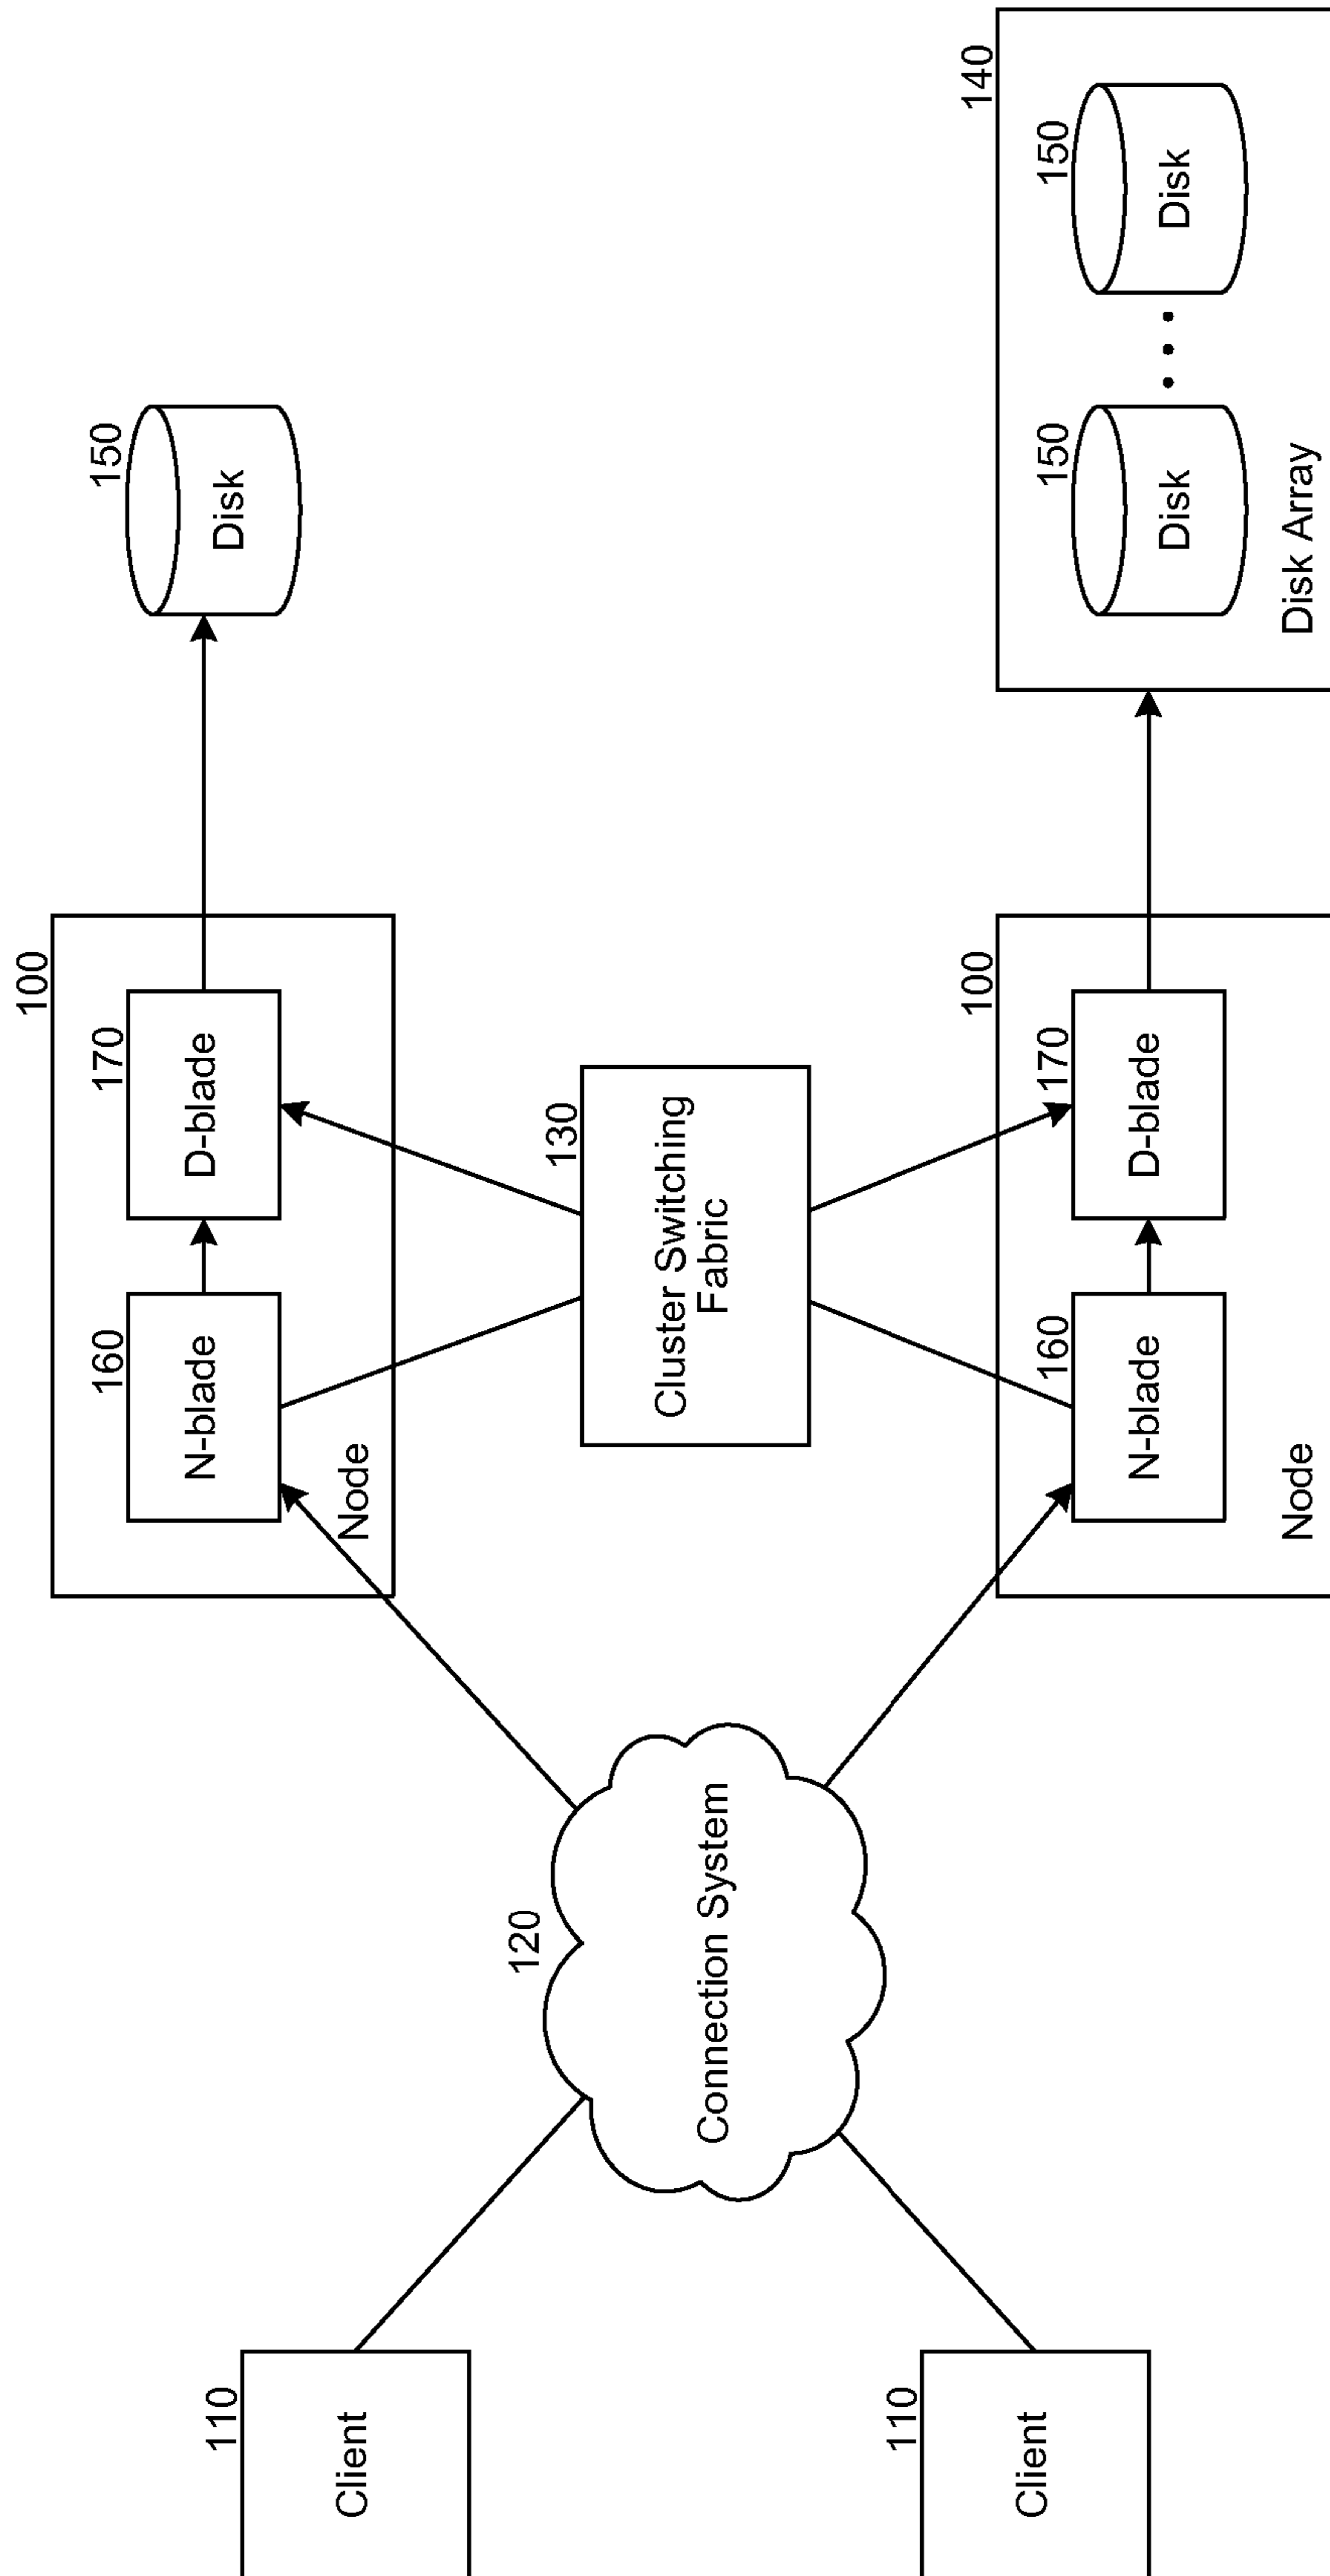 110
Client
110
Client
120
Connection System
100
160
N-blade
170
D-blade
Node
130
Cluster Switching
Fabric
100
160
N-blade
170
D-blade
Node
150
Disk
140
150
Disk
150
Disk
Disk Array